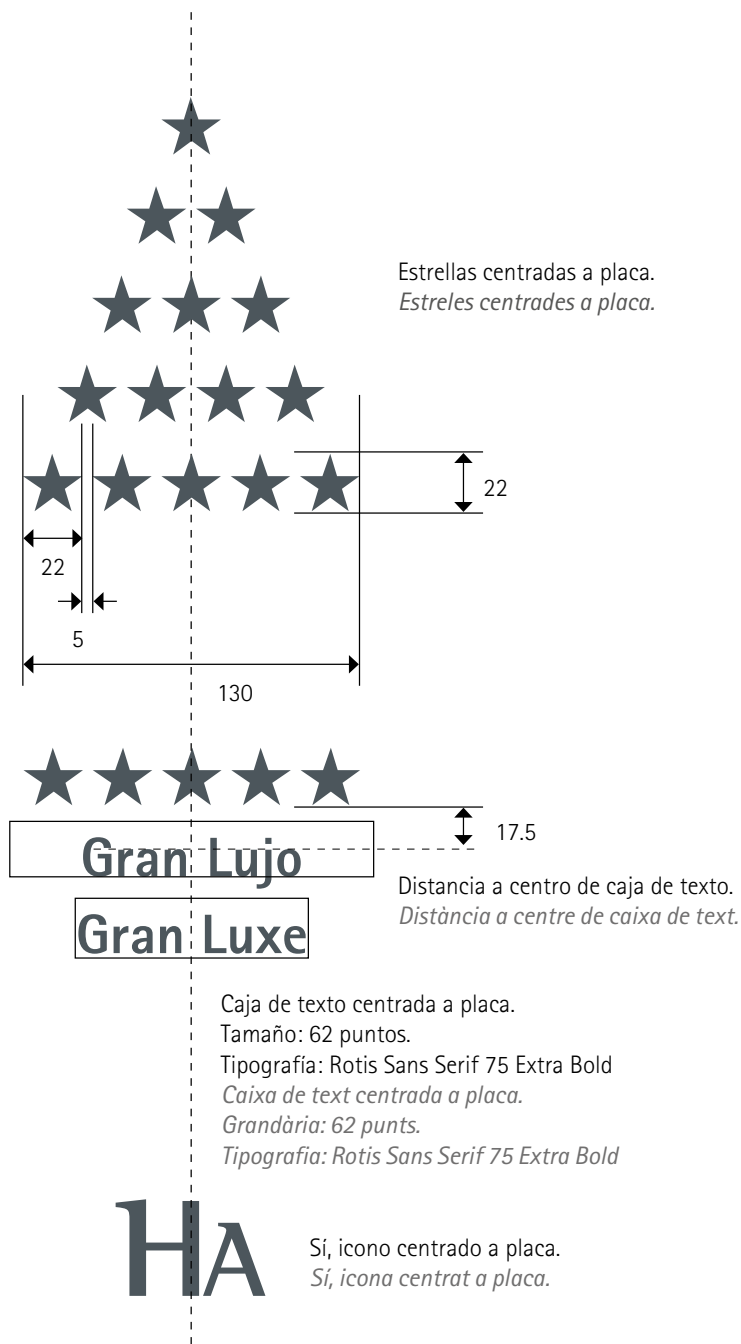 Estrellas centradas a placa.
Estreles centrades a placa.
22
22
5
130
17.5
Gran Lujo
Distancia a centro de caja de texto.
Distància a centre de caixa de text.
Gran Luxe
Caja de texto centrada a placa.
Tamaño: 62 puntos.
Tipografía: Rotis Sans Serif 75 Extra Bold
Caixa de text centrada a placa.
Grandària: 62 punts.
Tipografia: Rotis Sans Serif 75 Extra Bold
HA
Sí, icono centrado a placa.
Sí, icona centrat a placa.